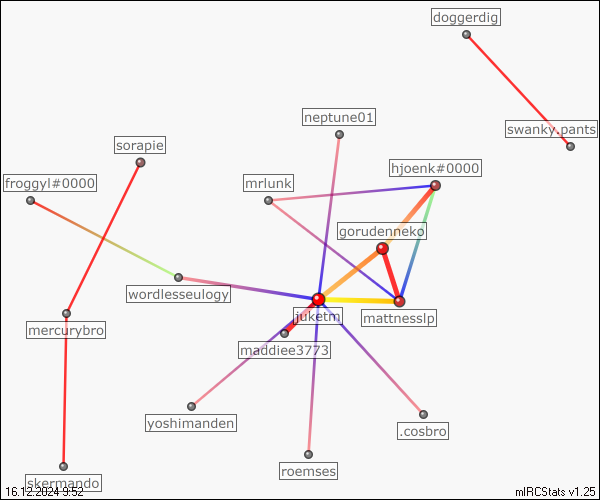 doggerdig
neptune01
swanky.pants
sorapie
hjoenk#0000
froggyl#0000
mrlunk
gorudenneko
wordlesseulogy
juketm
mattnesslp
mercurybro
maddiee3773
yoshimanden
.cosbro
roemses
skermando
16.12.2024 9:52
mIRCStats v1.25